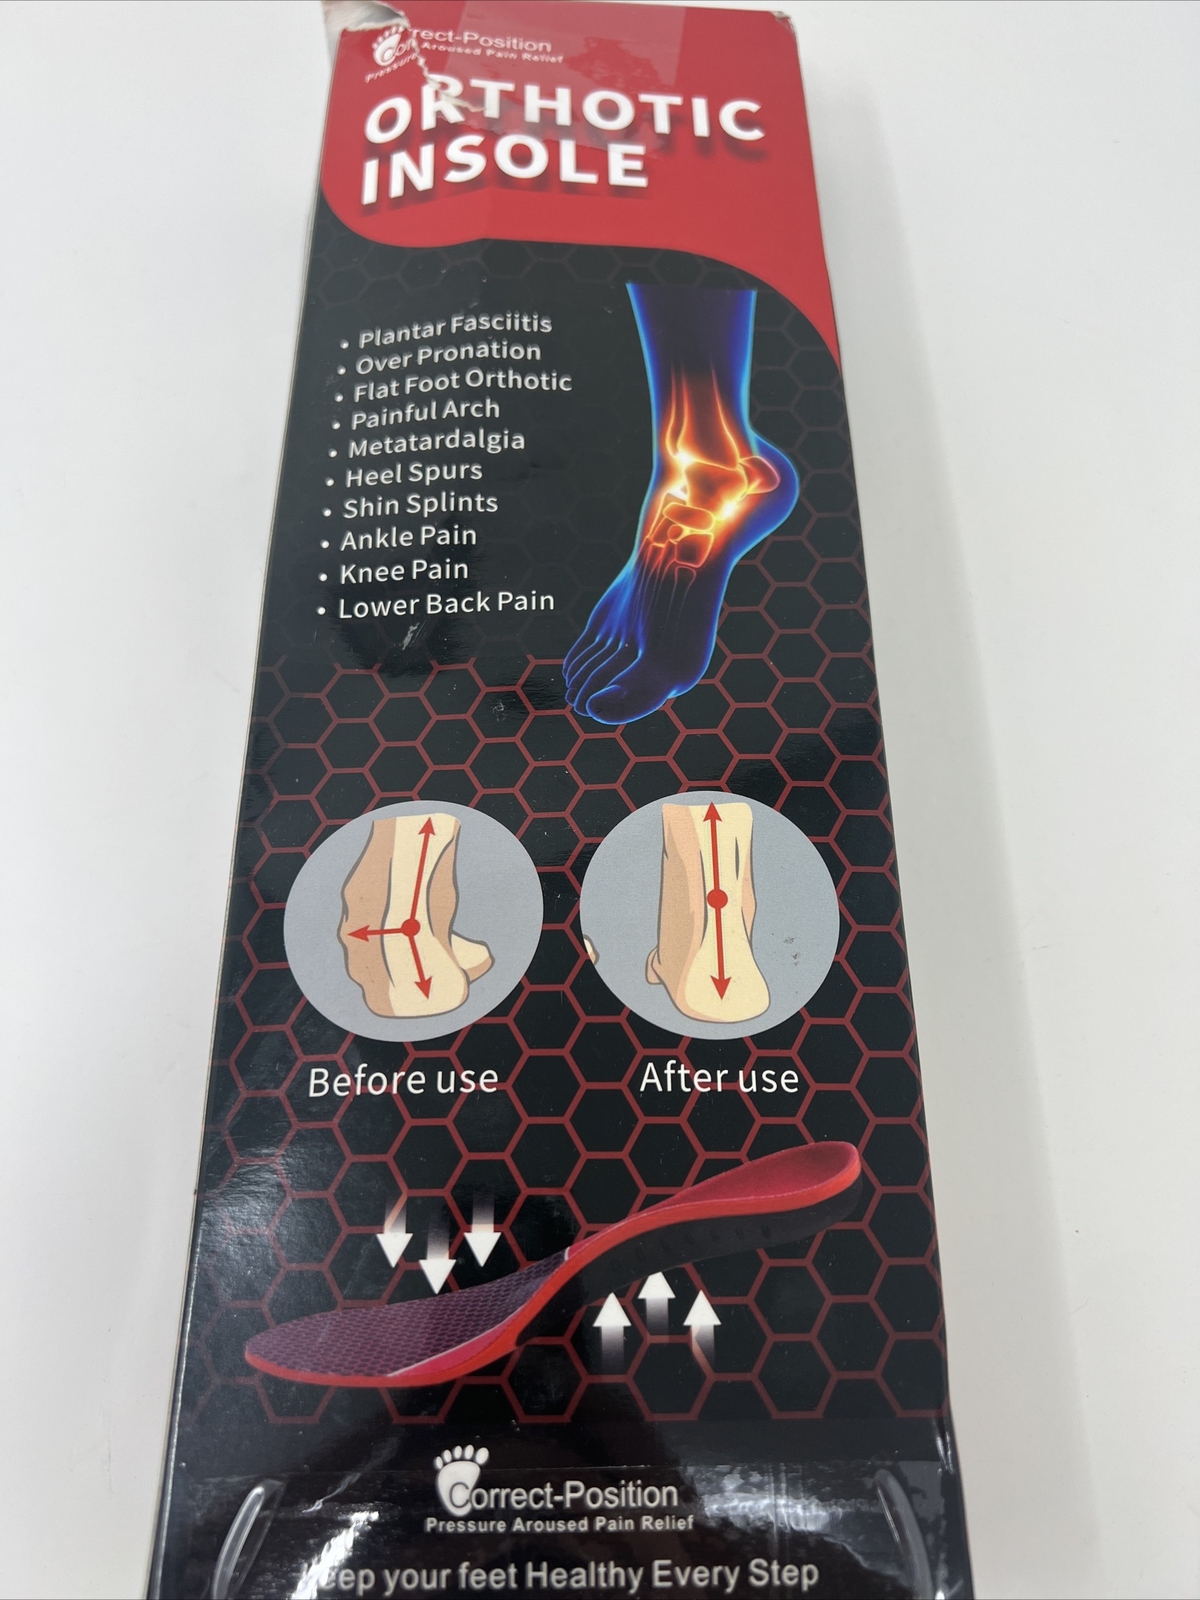 Correct-Position
Pressure Aroused Pain Relief
ORTHOTIC
INSOLE
• Plantar Fasciitis
• Over Pronation
• Flat Foot Orthotic
• Painful Arch
• Metatardalgia
• Heel Spurs
• Shin Splints
• Ankle Pain
• Knee Pain
• Lower Back Pain
Before use
After use
Correct-Position
Pressure Aroused Pain Relief
Keep your feet Healthy Every Step